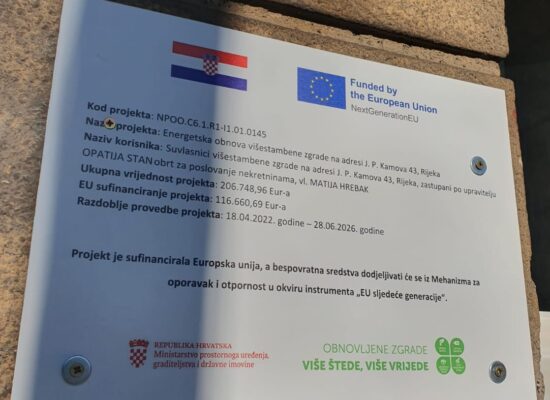 Funded by
the European Union
NextGenerationEU
Kod projekta: NPOO.C6.1.R1-I1.01.0145
Naziv projekta: Energetska obnova višestambene zgrade na adresi J. P. Kamova 43, Rijeka
Naziv korisnika: Suvlasnici višestambene zgrade na adresi J. P. Kamova 43, Rijeka, zastupani po upravitelju
OPATIJA STAN obrt za poslovanje nekretninama, vl. MATIJA HREBAK
Ukupna vrijednost projekta: 206.748,96 Eur-a
EU sufinanciranje projekta: 116.660,69 Eur-a
Razdoblje provedbe projekta: 18.04.2022. godine – 28.06.2026. godine
Projekt je sufinancirala Europska unija, a bespovratna sredstva dodjeljivati će se iz Mehanizma za
oporavak i otpornost u okviru instrumenta „EU sljedeće generacije“.
REPUBLIKA HRVATSKA
Ministarstvo prostornoga uređenja,
graditeljstva i državne imovine
OBNOVLJENE ZGRADE
VIŠE ŠTEDE, VIŠE VRIJEDE